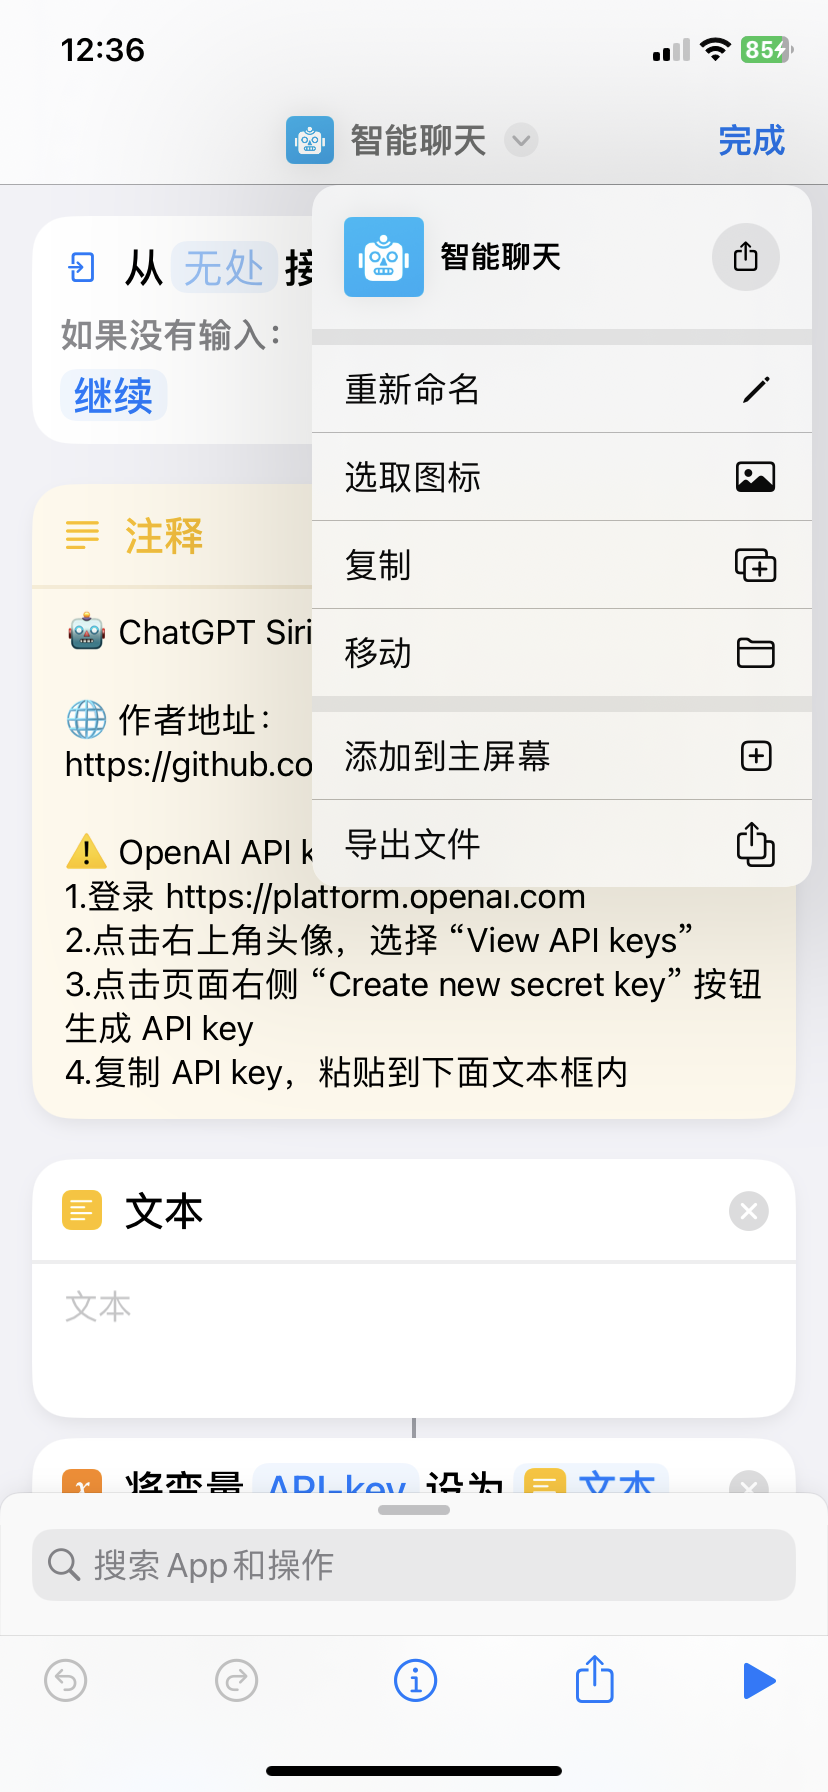 12:36
85
智能聊天
完成
从 无处 接
如果没有输入：
继续
智能聊天
重新命名
选取图标
复制
移动
添加到主屏幕
导出文件
注释
🤖 ChatGPT Siri
🌐 作者地址：
https://github.co
⚠️ OpenAI API k
1.登录 https://platform.openai.com
2.点击右上角头像，选择 “View API keys”
3.点击页面右侧 “Create new secret key” 按钮
生成 API key
4.复制 API key，粘贴到下面文本框内
文本
文本
将变量 API-key 设为 文本
搜索 App 和操作